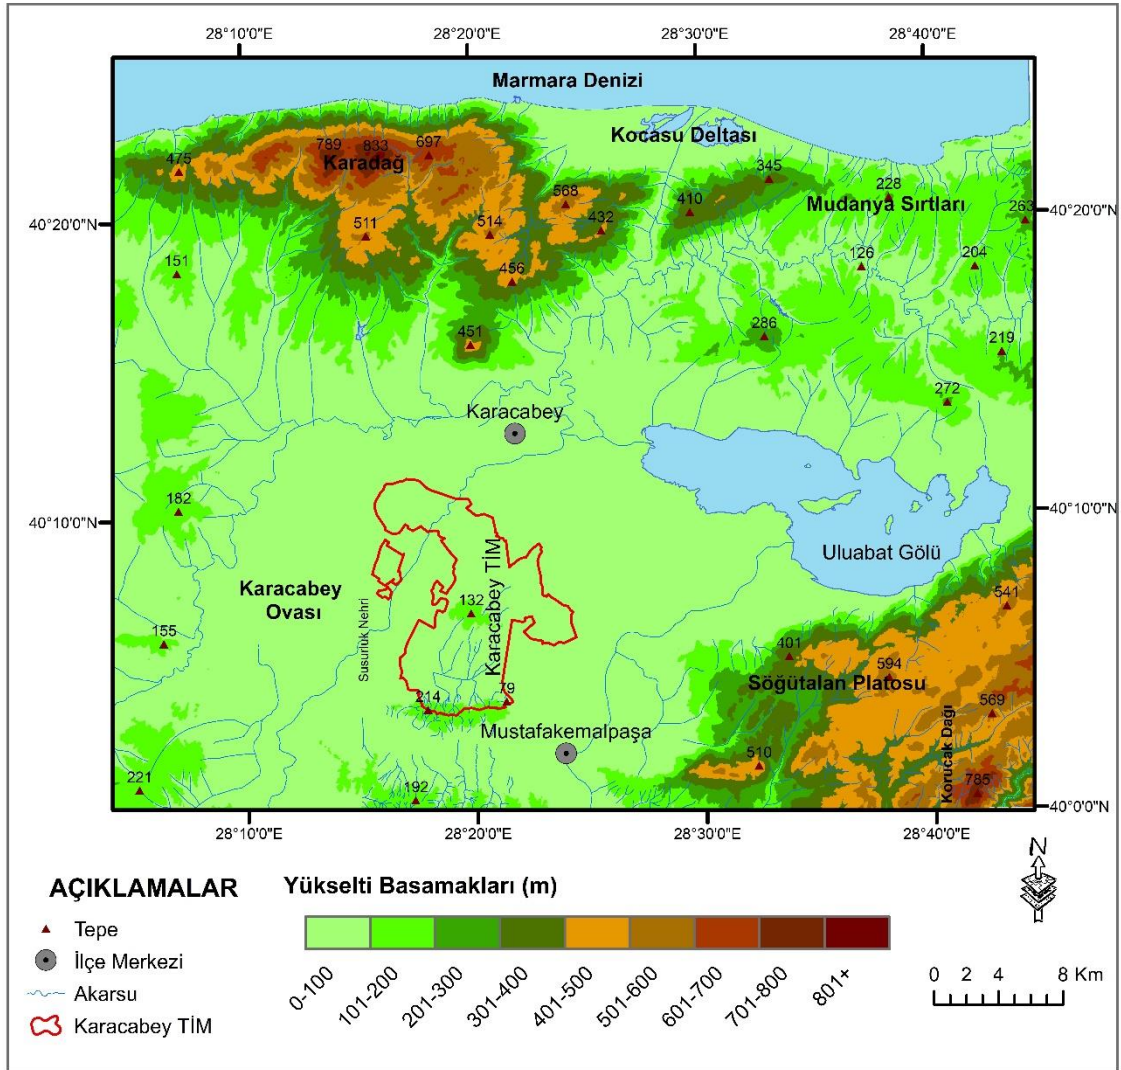 28°10'0"E 28°20'0"E 28°30'0"E 28°40'0"E
Marmara Denizi
Kocasu Deltası
789 833 697
Karadağ
475
345
228
568
410
Mudanya Sırtları
263
432
511
514
40°20'0"N
40°20'0"N
151
456
126
204
451
286
219
272
Karacabey
182
40°10'0"N
40°10'0"N
Uluabat Gölü
Karacabey
Ovası
Susurluk Nehri
132
Karacabey TİM
541
155
401
594
Söğütalan Platosu
214
79
569
Mustafakemalpaşa
Korucak Dağı
510
785
221
192
40°0'0"N
28°10'0"E 28°20'0"E 28°30'0"E 28°40'0"E
N
AÇIKLAMALAR
Tepe
İlçe Merkezi
Akarsu
Karacabey TİM
Yükselti Basamakları (m)
0-100
101-200
201-300
301-400
401-500
501-600
601-700
701-800
801+
0 2 4 8 Km